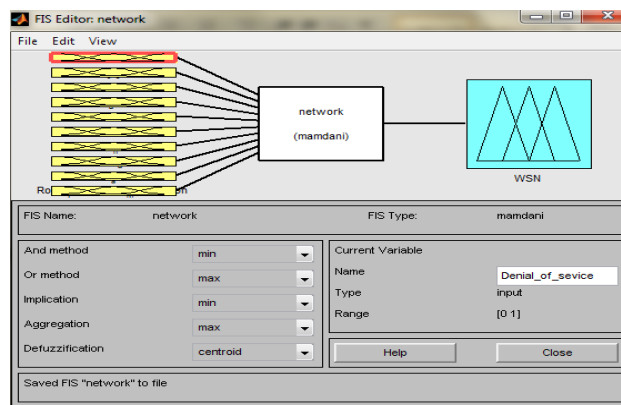 FIS Editor: network
File Edit View
network
(mamdani)
WSN
FIS Name: network FIS Type: mamdani
And method min
Or method max
Implication min
Aggregation max
Defuzzification centroid
Current Variable
Name Denial_of_sevice
Type input
Range [0 1]
Help Close
Saved FIS "network" to file